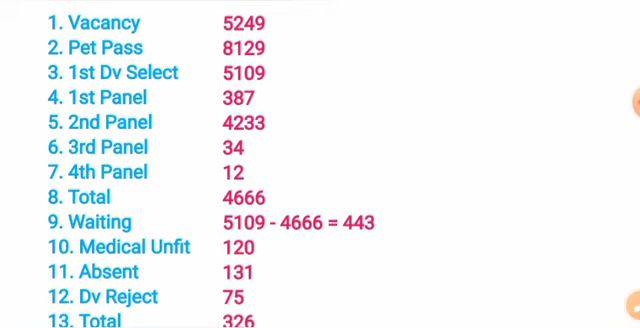 1. Vacancy 5249
2. Pet Pass 8129
3. 1st Dv Select 5109
4. 1st Panel 387
5. 2nd Panel 4233
6. 3rd Panel 34
7. 4th Panel 12
8. Total 4666
9. Waiting 5109 - 4666 = 443
10. Medical Unfit 120
11. Absent 131
12. Dv Reject 75
13. Total 326